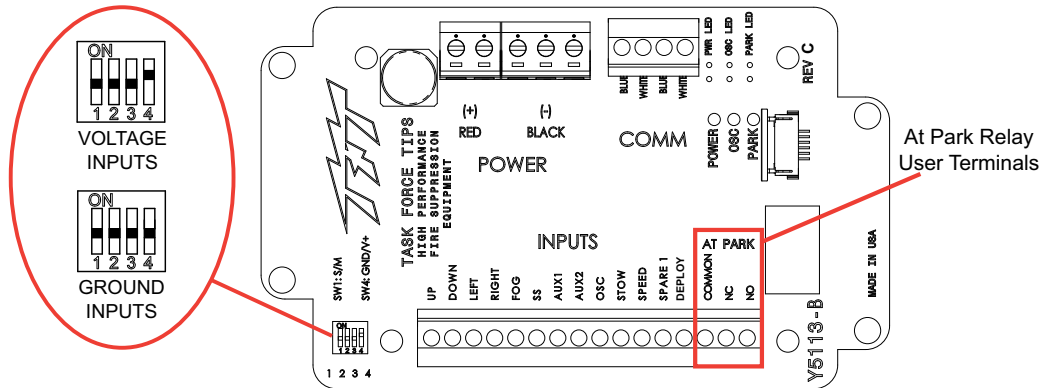 ON
1 2 3 4
VOLTAGE
INPUTS
ON
1 2 3 4
GROUND
INPUTS
TFT
TASK FORCE TIPS
HIGH PERFORMANCE
FIRE SUPPRESSION
EQUIPMENT
SW1: S/M
SW4: GND/V+
ON
1 2 3 4
1 2 3 4
(+)
RED
(-)
BLACK
POWER
BLUE
WHITE
BLUE
WHITE
COMM
PWR LED
OSC LED
PARK LED
REV C
POWER
OSC
PARK
INPUTS
UP
DOWN
LEFT
RIGHT
FOG
SS
AUX1
AUX2
OSC
STOW
SPEED
SPARE 1
DEPLOY
AT PARK
COMMON
NC
NO
Y5113-B
MADE IN USA
At Park Relay
User Terminals